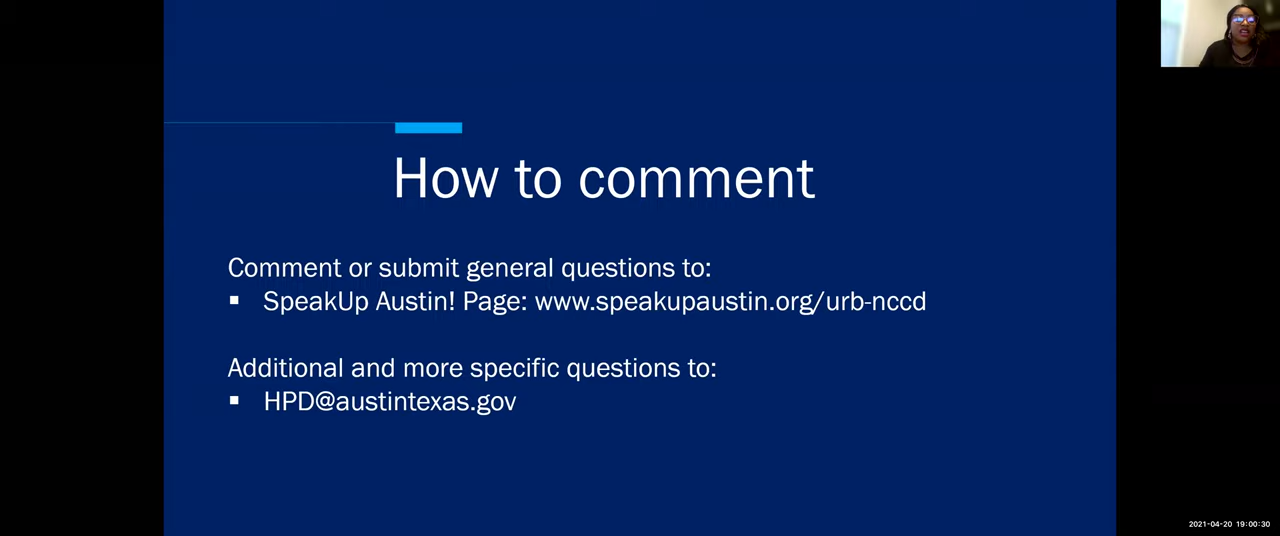 How to comment
Comment or submit general questions to:
▪ SpeakUp Austin! Page: www.speakupaustin.org/urb-nccd
Additional and more specific questions to:
▪ HPD@austintexas.gov
2021-04-20 19:00:30